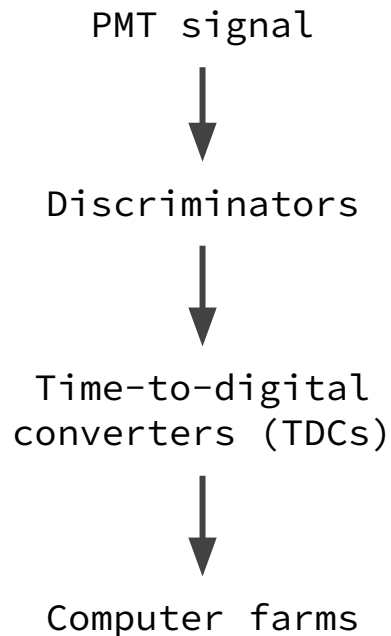 PMT signal
Discriminators
Time-to-digital
converters (TDCs)
Computer farms